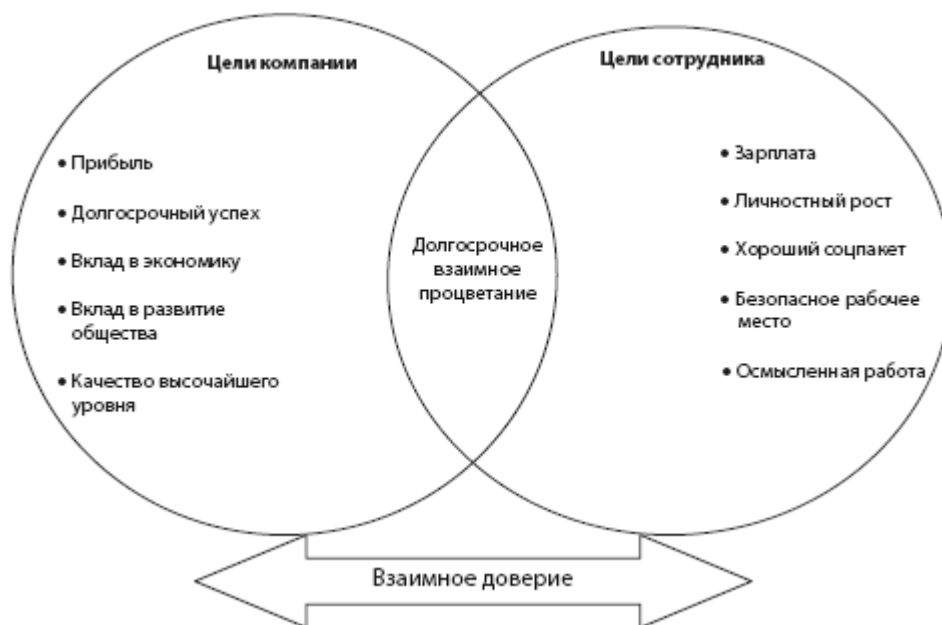 Цели компании
• Прибыль
• Долгосрочный успех
• Вклад в экономику
• Вклад в развитие
общества
• Качество высочайшего
уровня
Долгосрочное
взаимное
процветание
Цели сотрудника
• Зарплата
• Личностный рост
• Хороший соцпакет
• Безопасное рабочее
место
• Осмысленная работа
Взаимное доверие